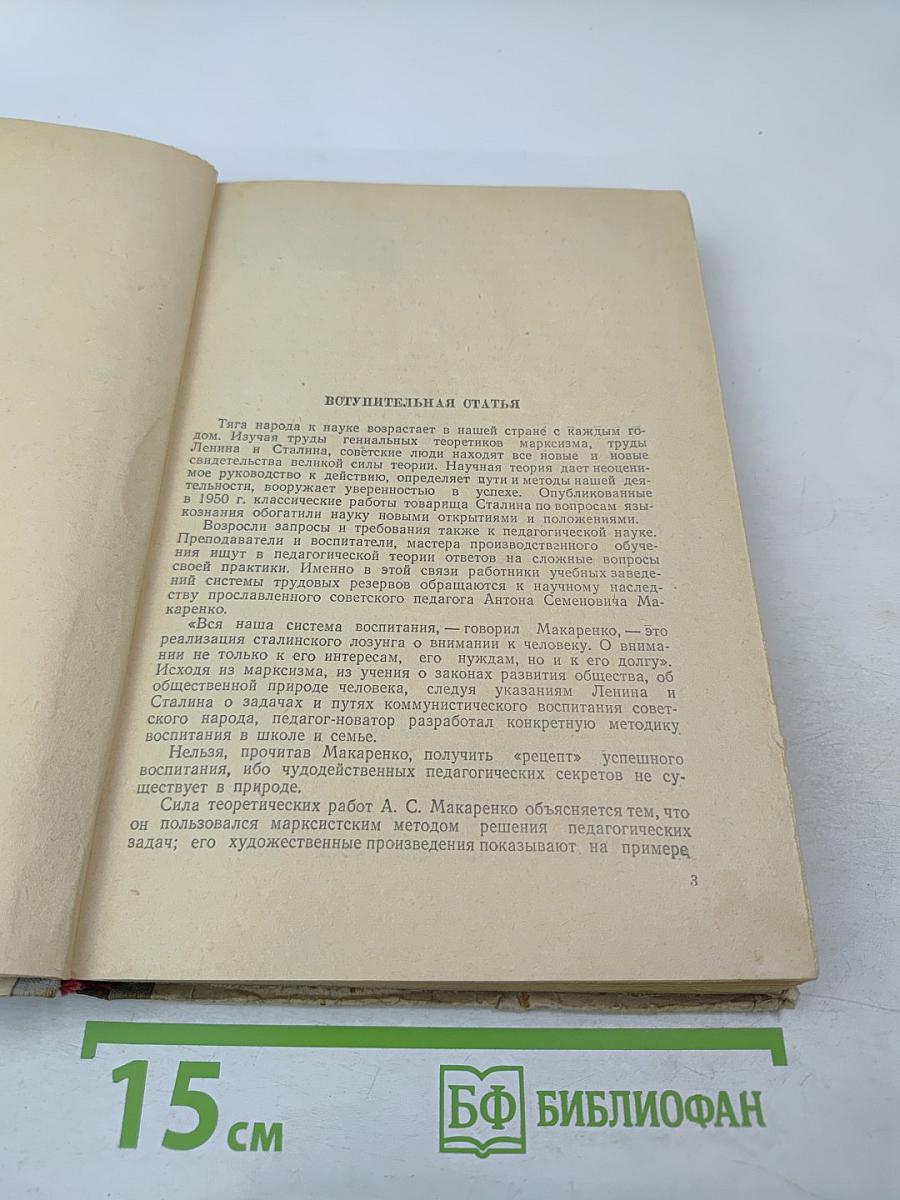 ВСТУПИТЕЛЬНАЯ СТАТЬЯ
Тяга народа к науке возрастает в нашей стране с каждым го-
дом. Изучая труды гениальных теоретиков марксизма, труды
Ленина и Сталина, советские люди находят все новые и новые
свидетельства великой силы теории. Научная теория дает неоцени-
мое руководство к действию, определяет пути и методы нашей дея-
тельности, вооружает уверенностью в успехе. Опубликованные
в 1950 г. классические работы товарища Сталина по вопросам язы-
кознания обогатили науку новыми открытиями и положениями.
Возросли запросы и требования также к педагогической науке.
Преподаватели и воспитатели, мастера производственного обуче-
ния ищут в педагогической теории ответов на сложные вопросы
своей практики. Именно в этой связи работники учебных заведе-
ний системы трудовых резервов обращаются к научному наслед-
ству прославленного советского педагога Антона Семеновича Ма-
каренко.
«Вся наша система воспитания, — говорил Макаренко, — это
реализация сталинского лозунга о внимании к человеку. О внима-
нии не только к его интересам, его нуждам, но и к его долгу».
Исходя из марксизма, из учения о законах развития общества, об
общественной природе человека, следуя указаниям Ленина и
Сталина о задачах и путях коммунистического воспитания совет-
ского народа, педагог-новатор разработал конкретную методику
воспитания в школе и семье.
Нельзя, прочитав Макаренко, получить «рецепт» успешного
воспитания, ибо чудодейственных педагогических секретов не су-
ществует в природе.
Сила теоретических работ А. С. Макаренко объясняется тем, что
он пользовался марксистским методом решения педагогических
задач; его художественные произведения показывают на примере
3
15 см
БФ БИБЛИОФАН